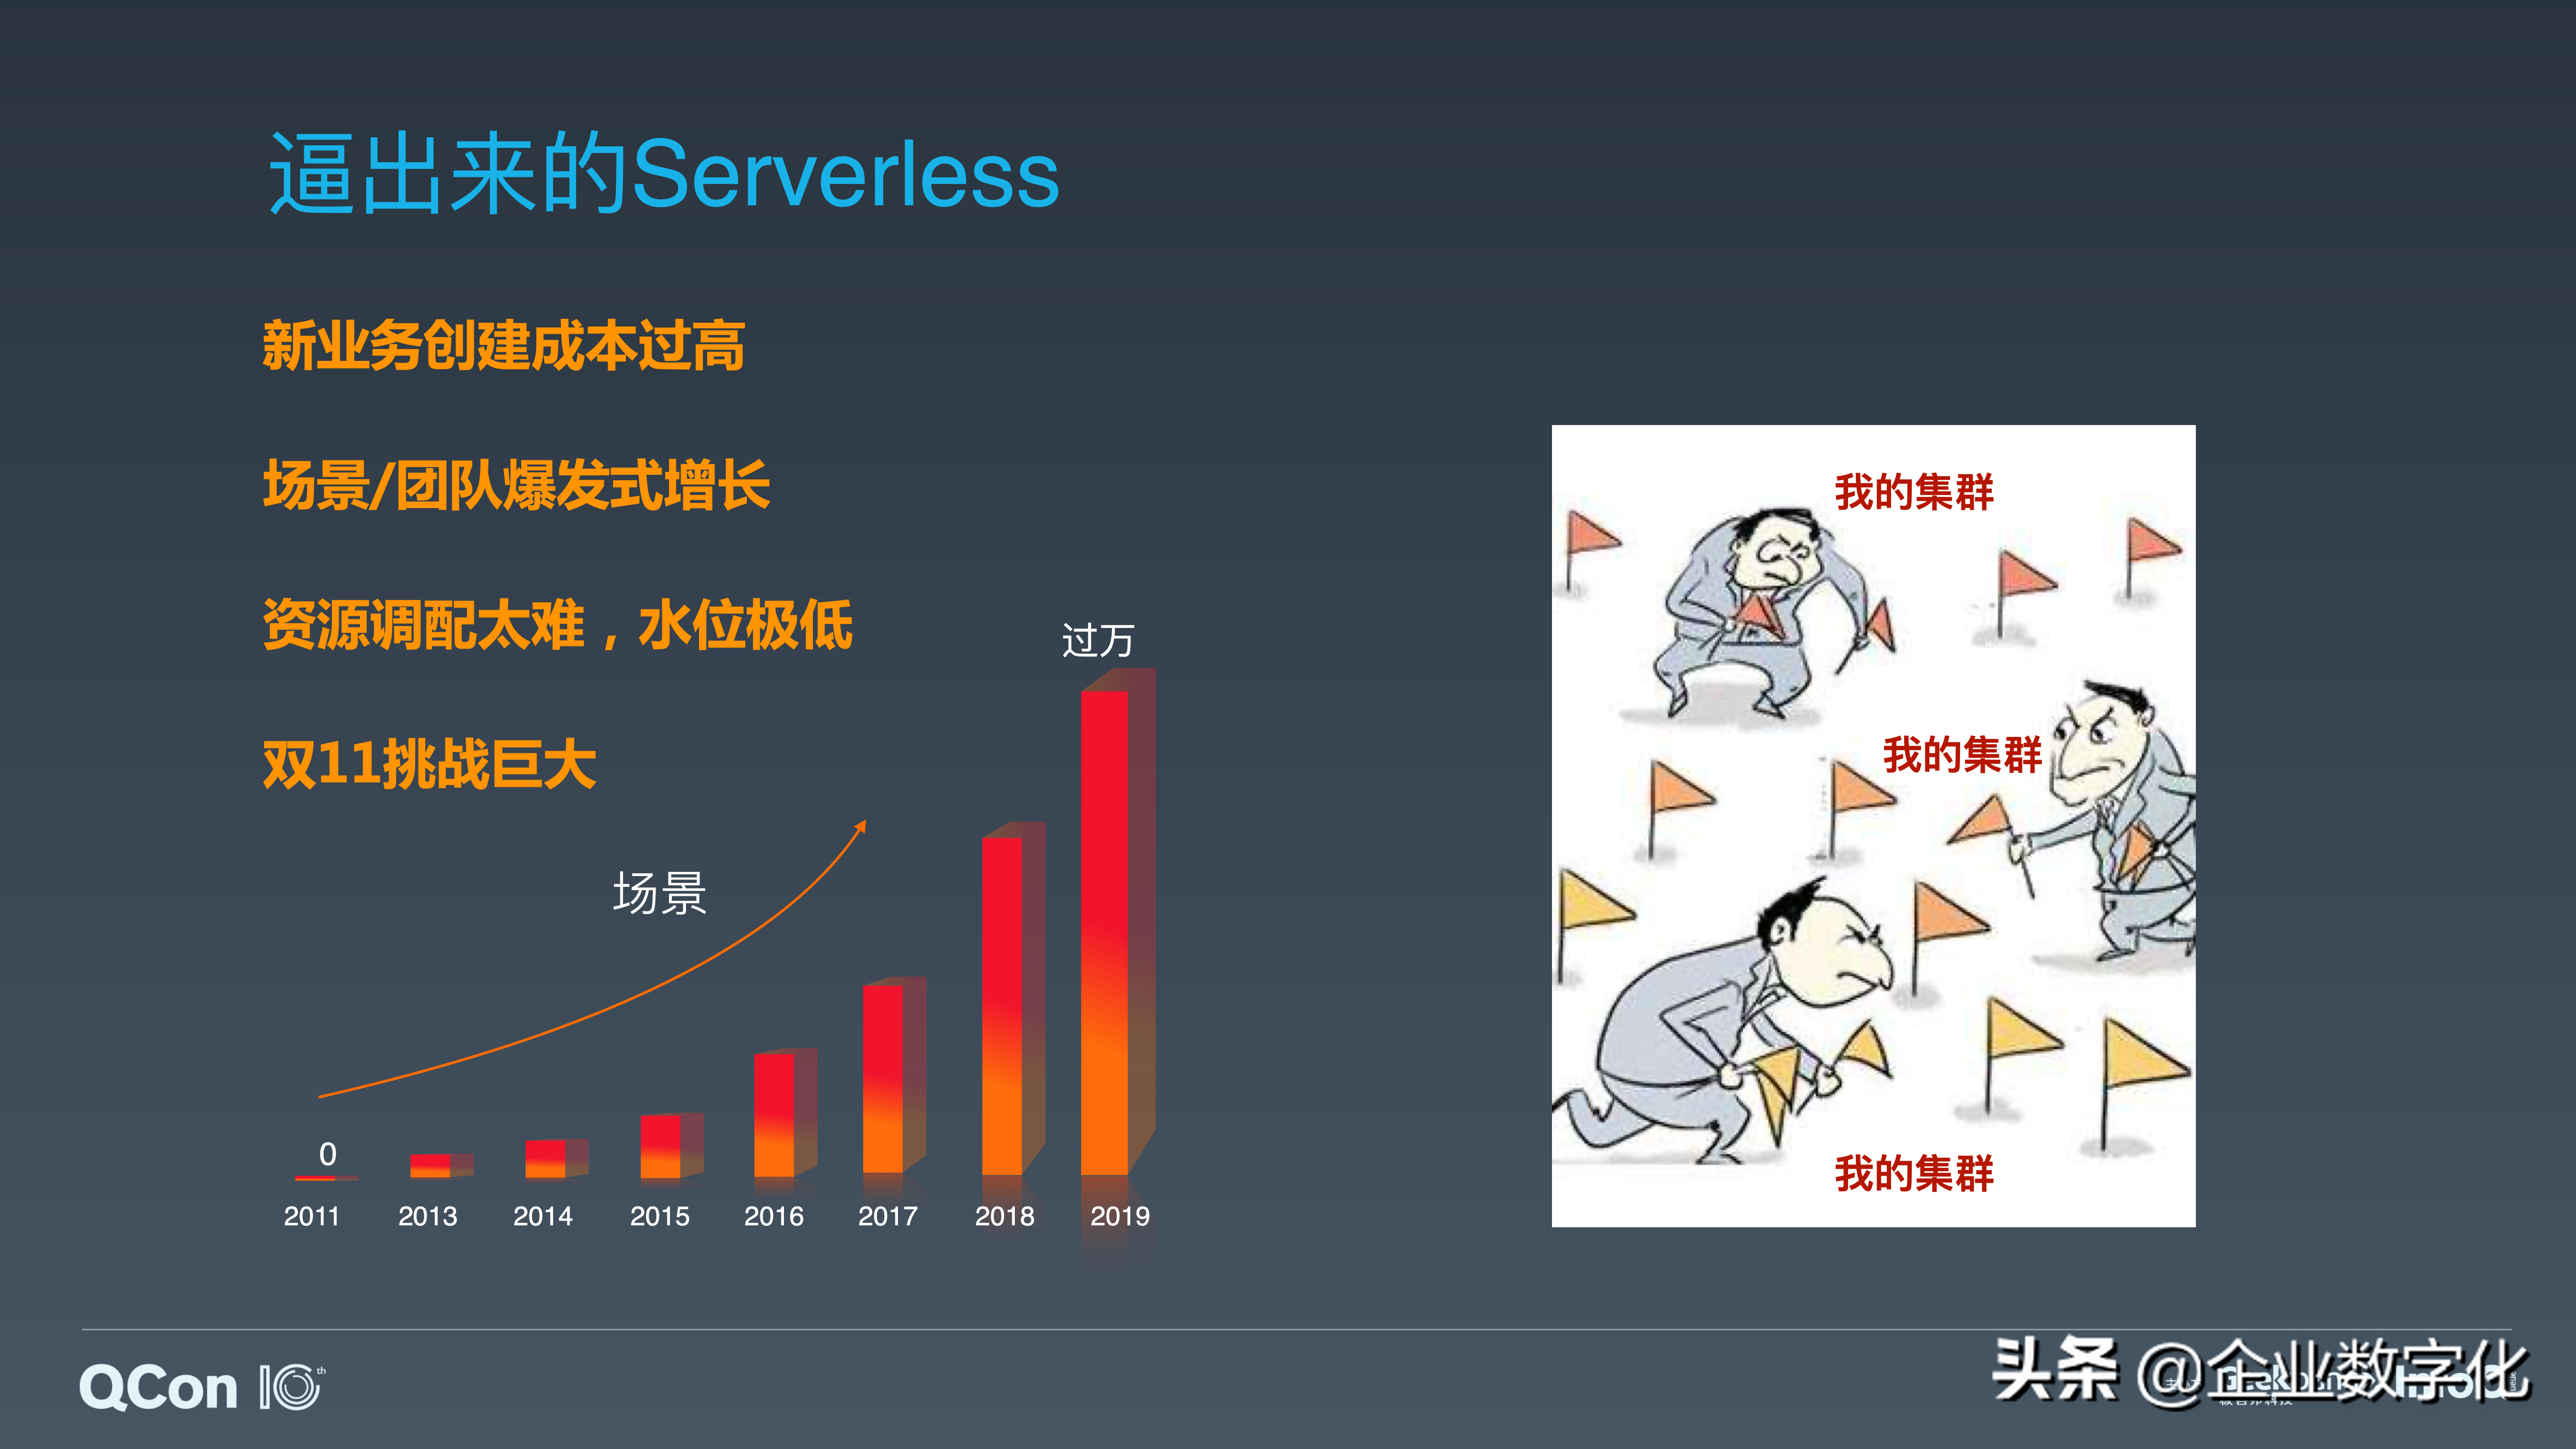 逼出来的Serverless
新业务创建成本过高
场景/团队爆发式增长
资源调配太难，水位极低
双11挑战巨大
过万
场景
0
2011 2013 2014 2015 2016 2017 2018 2019
我的集群
我的集群
我的集群
QCon 10th
头条 @企业数字化